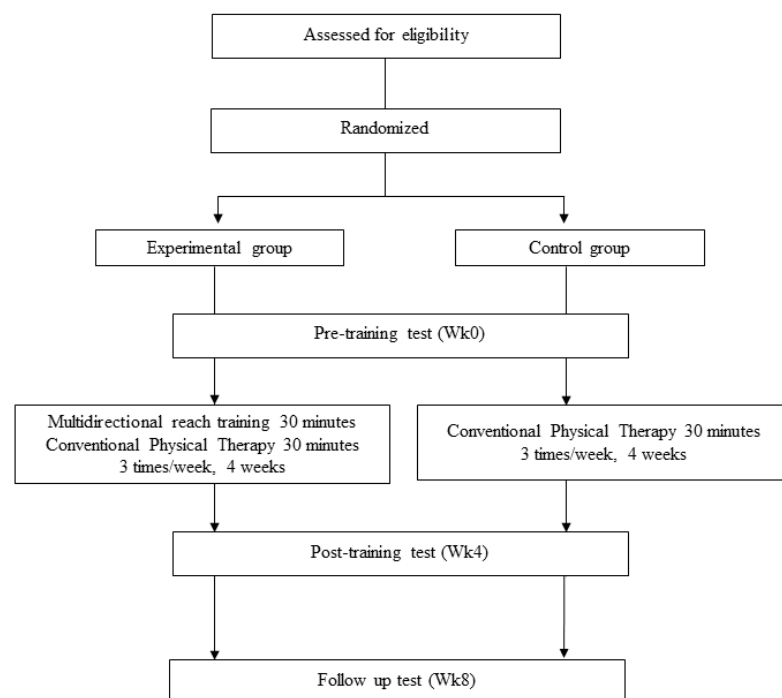 Assessed for eligibility
Randomized
Experimental group
Control group
Pre-training test (Wk0)
Multidirectional reach training 30 minutes
Conventional Physical Therapy 30 minutes
3 times/week, 4 weeks
Conventional Physical Therapy 30 minutes
3 times/week, 4 weeks
Post-training test (Wk4)
Follow up test (Wk8)